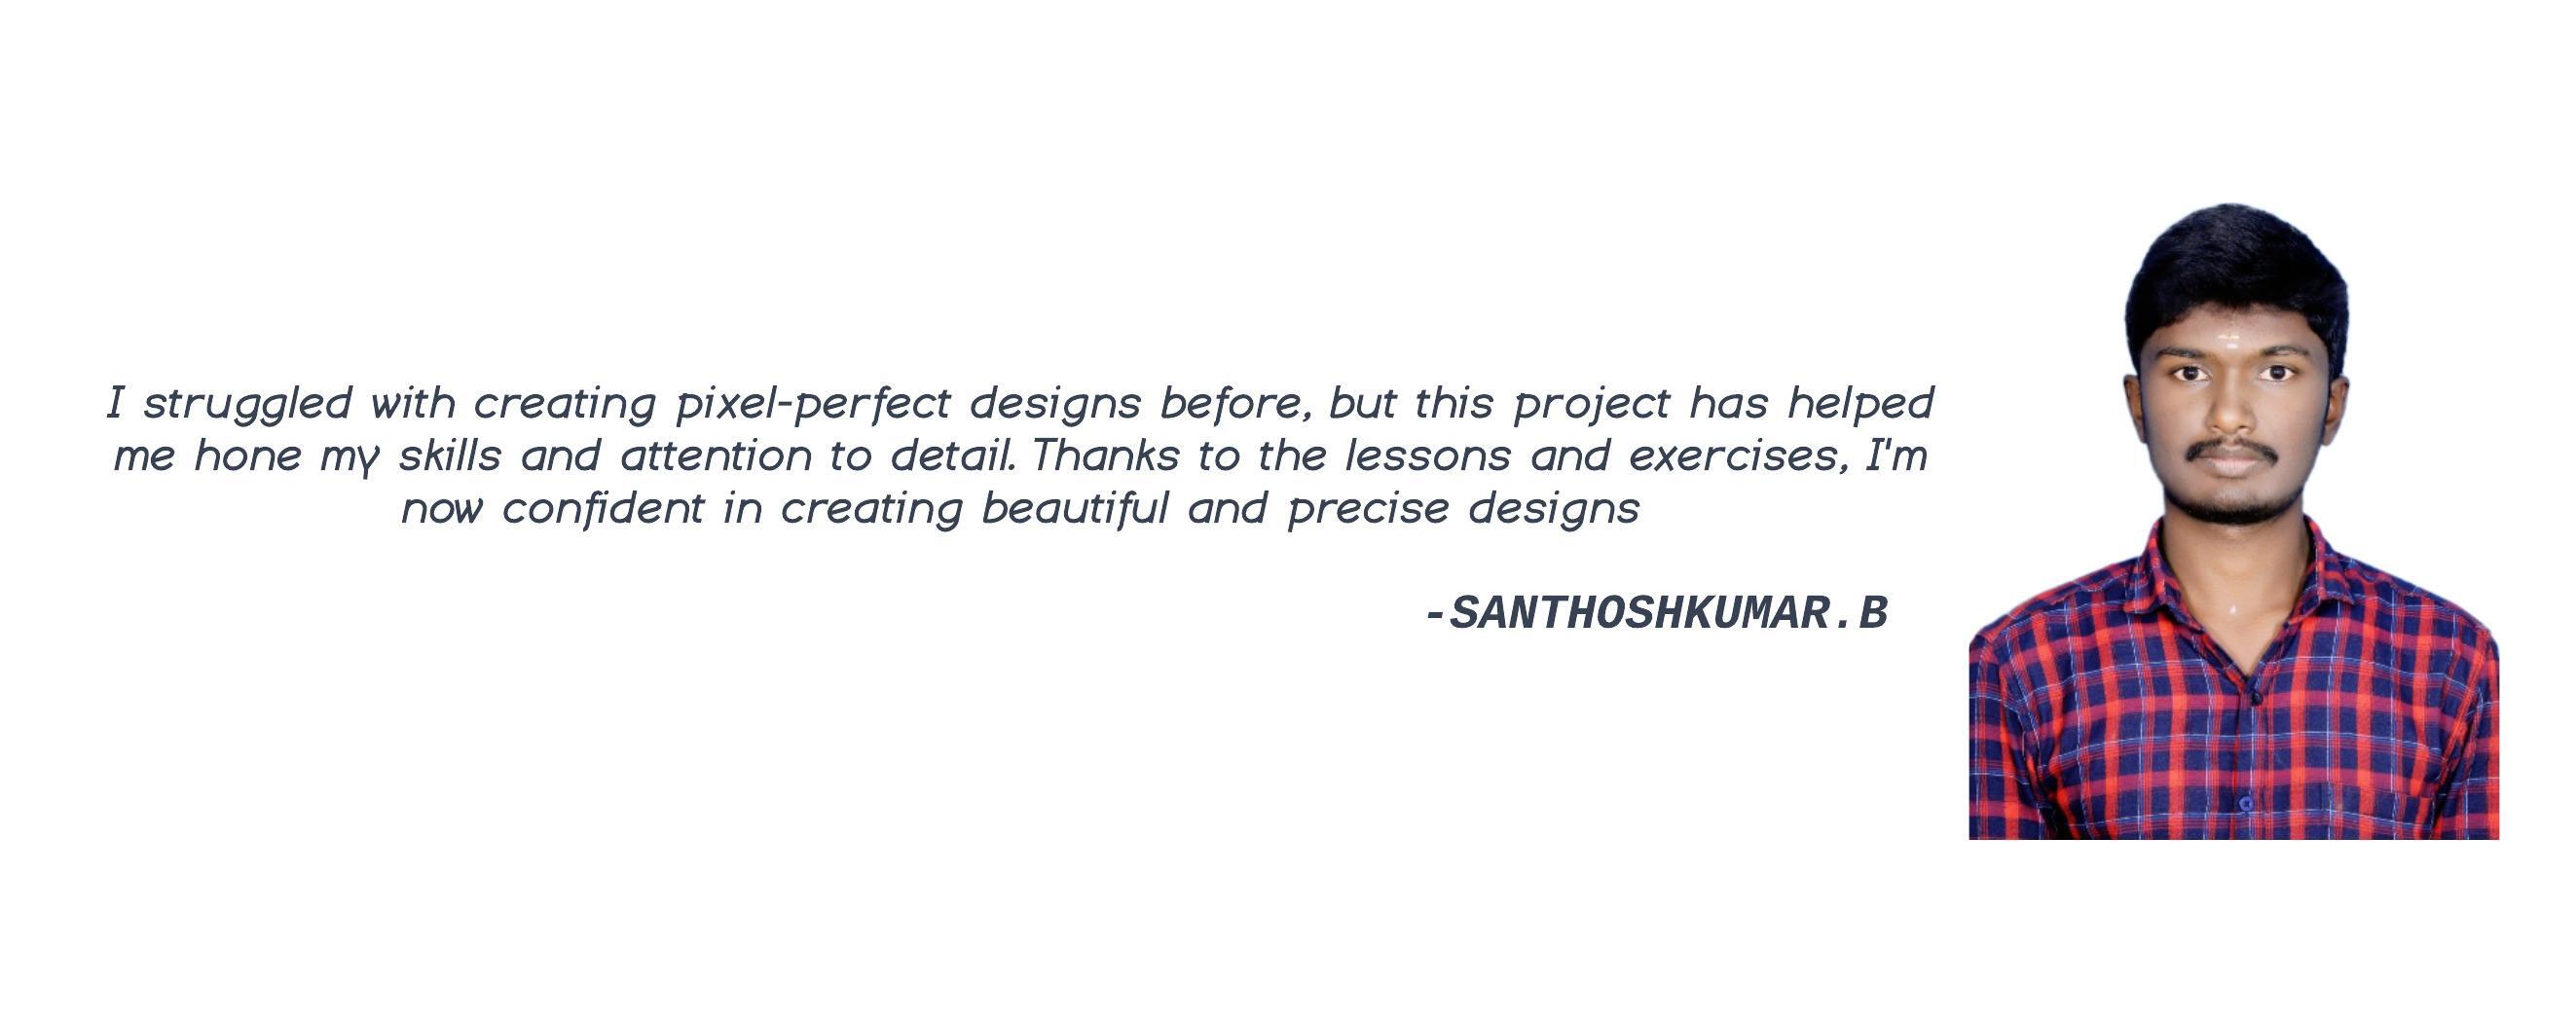 I struggled with creating pixel-perfect designs before, but this project has helped
me hone my skills and attention to detail. Thanks to the lessons and exercises, I'm
now confident in creating beautiful and precise designs
-SANTHOSHKUMAR.B